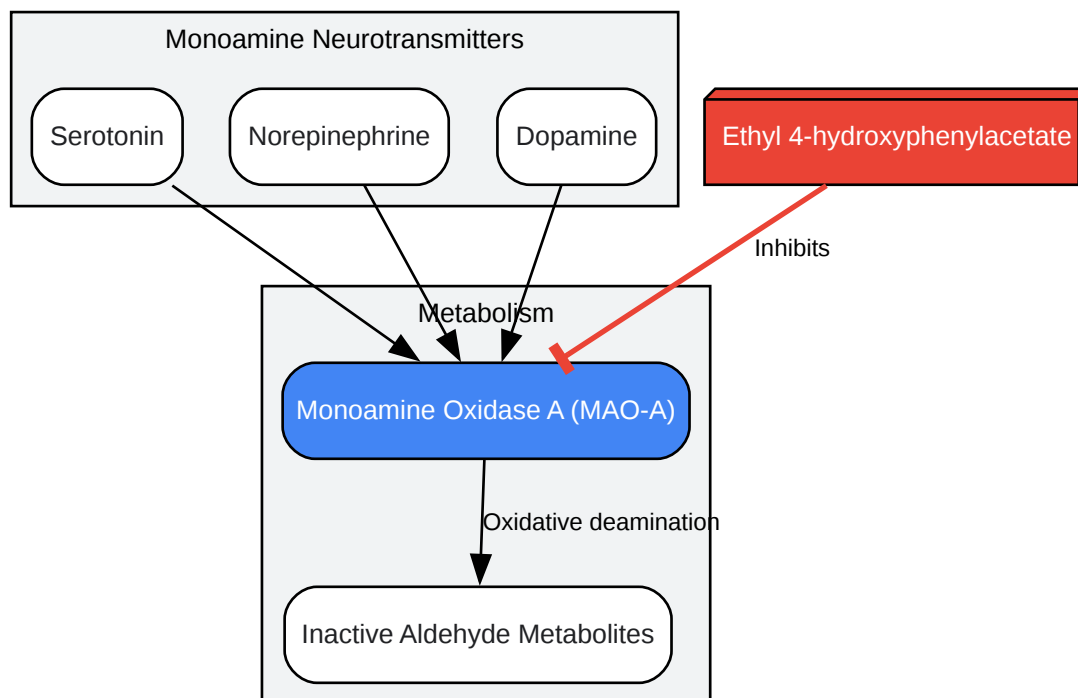 Monoamine Neurotransmitters
Serotonin
Norepinephrine
Dopamine
Ethyl 4-hydroxyphenylacetate
Inhibits
Metabolism
Monoamine Oxidase A (MAO-A)
Oxidative deamination
Inactive Aldehyde Metabolites